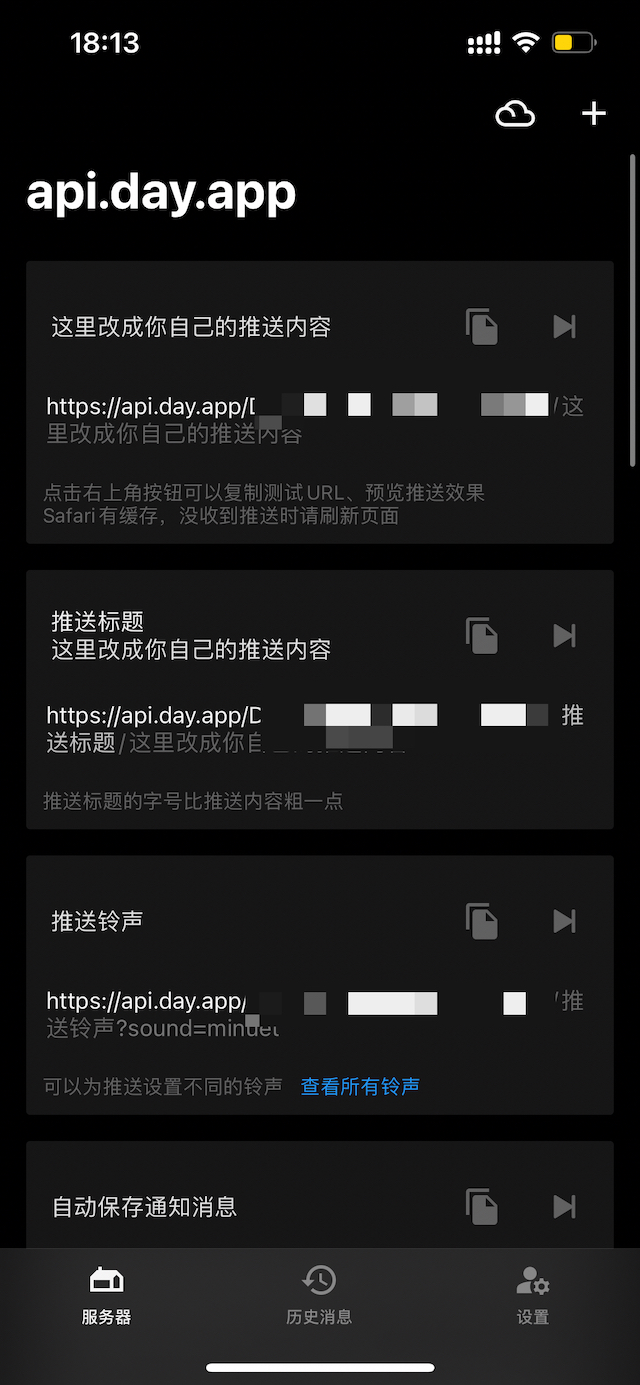 18:13
api.day.app
这里改成你自己的推送内容
https://api.day.app/ /这
里改成你自己的推送内容
点击右上角按钮可以复制测试URL、预览推送效果
Safari有缓存，没收到推送时请刷新页面
推送标题
这里改成你自己的推送内容
https://api.day.app/D 推
送标题/这里改成你自
推送标题的字号比推送内容粗一点
推送铃声
https://api.day.app/ /推
送铃声?sound=minuet
可以为推送设置不同的铃声 查看所有铃声
自动保存通知消息
服务器 历史消息 设置